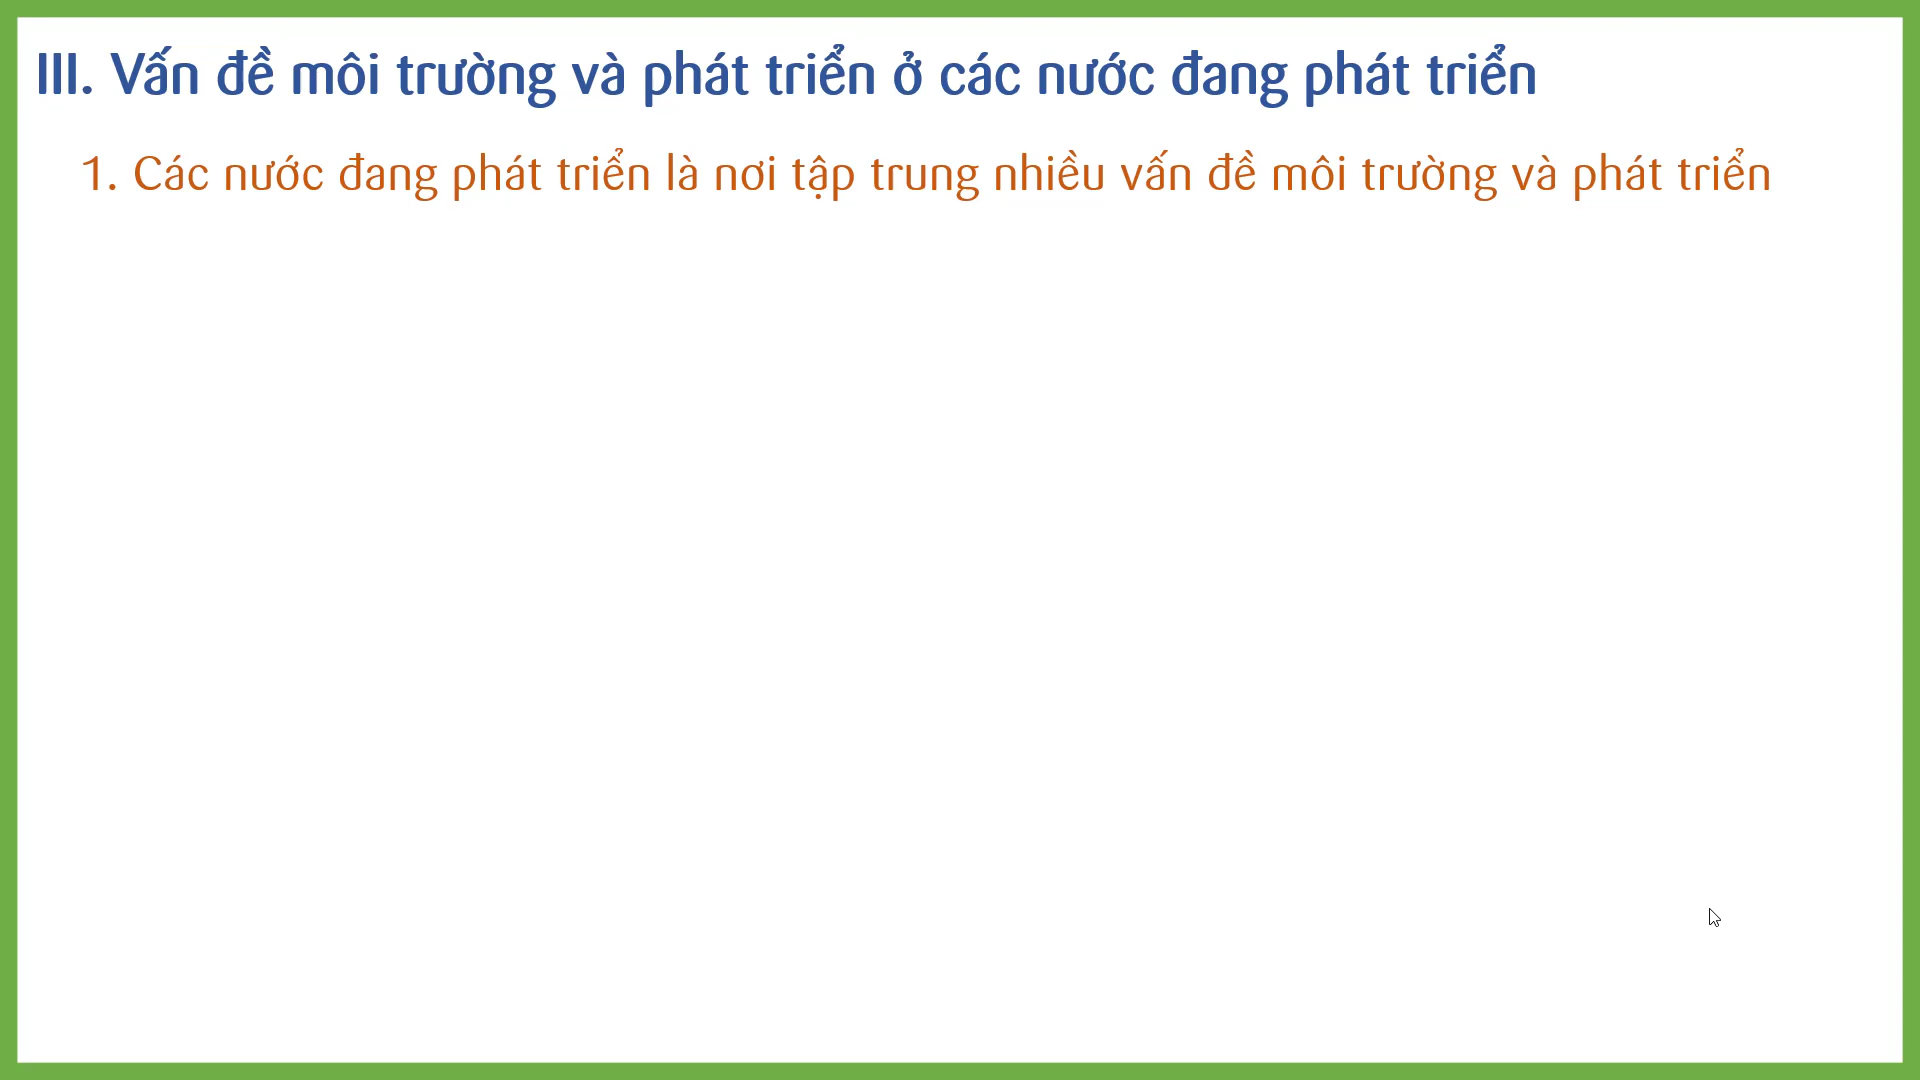 III. Vấn đề môi trường và phát triển ở các nước đang phát triển
1. Các nước đang phát triển là nơi tập trung nhiều vấn đề môi trường và phát triển